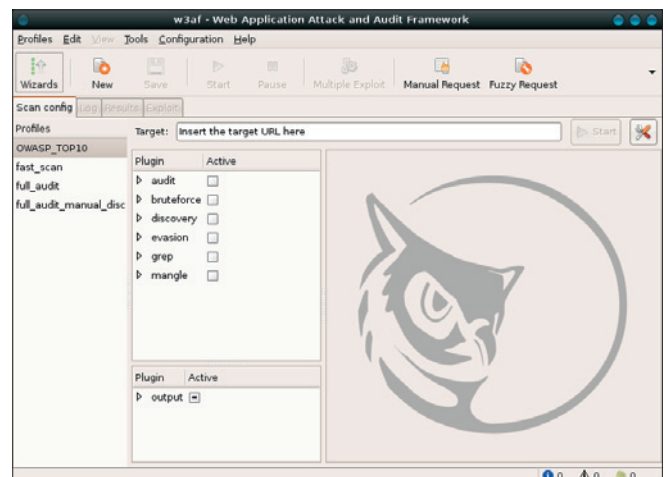 w3af - Web Application Attack and Audit Framework
Profiles Edit View Tools Configuration Help
Wizards New Save Start Pause Multiple Exploit Manual Request Fuzzy Request
Scan config Log Results Exploit
Profiles
OWASP_TOP10
fast_scan
full_audit
full_audit_manual_disc
Target: Insert the target URL here Start
Plugin Active
audit
bruteforce
discovery
evasion
grep
mangle
Plugin Active
output
0 0 0